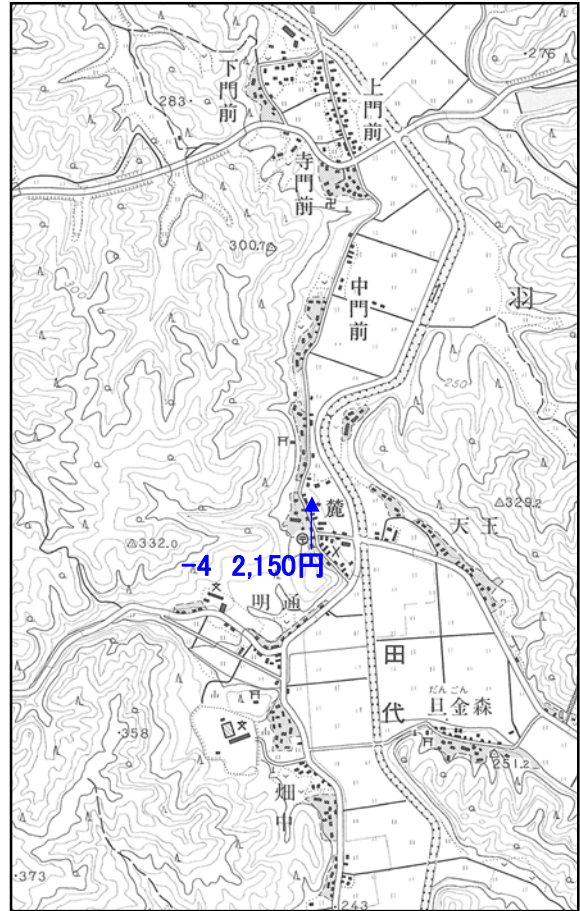 ・276
下門前
上門前
283・
寺門前
300.7
中門前
羽
250
麓
329.2
天王
332.0
-4 2,150円
明通
田代
だんごん
旦金森
・358
251.2
畑中
・373
・243